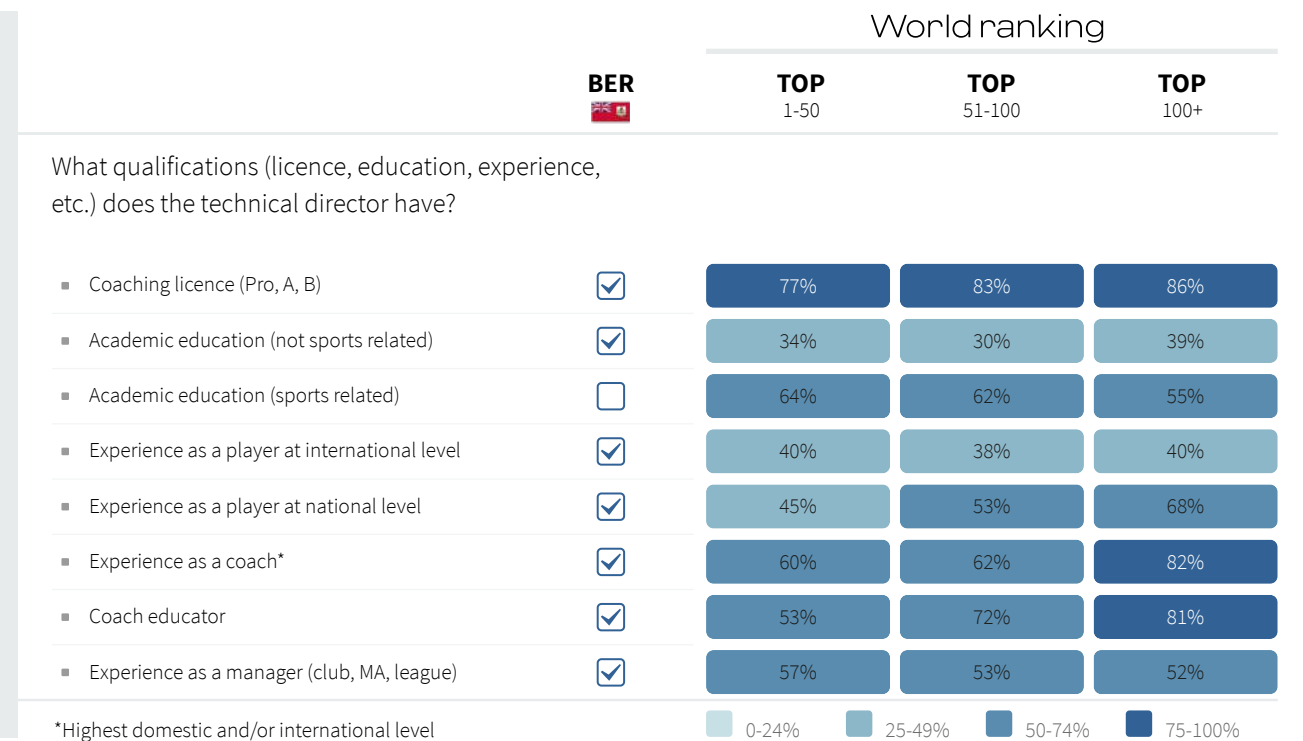 World ranking
BER TOP TOP TOP
1-50 51-100 100+
What qualifications (licence, education, experience,
etc.) does the technical director have?
Coaching licence (Pro, A, B) 77% 83% 86%
Academic education (not sports related) 34% 30% 39%
Academic education (sports related) 64% 62% 55%
Experience as a player at international level 40% 38% 40%
Experience as a player at national level 45% 53% 68%
Experience as a coach* 60% 62% 82%
Coach educator 53% 72% 81%
Experience as a manager (club, MA, league) 57% 53% 52%
*Highest domestic and/or international level 0-24% 25-49% 50-74% 75-100%